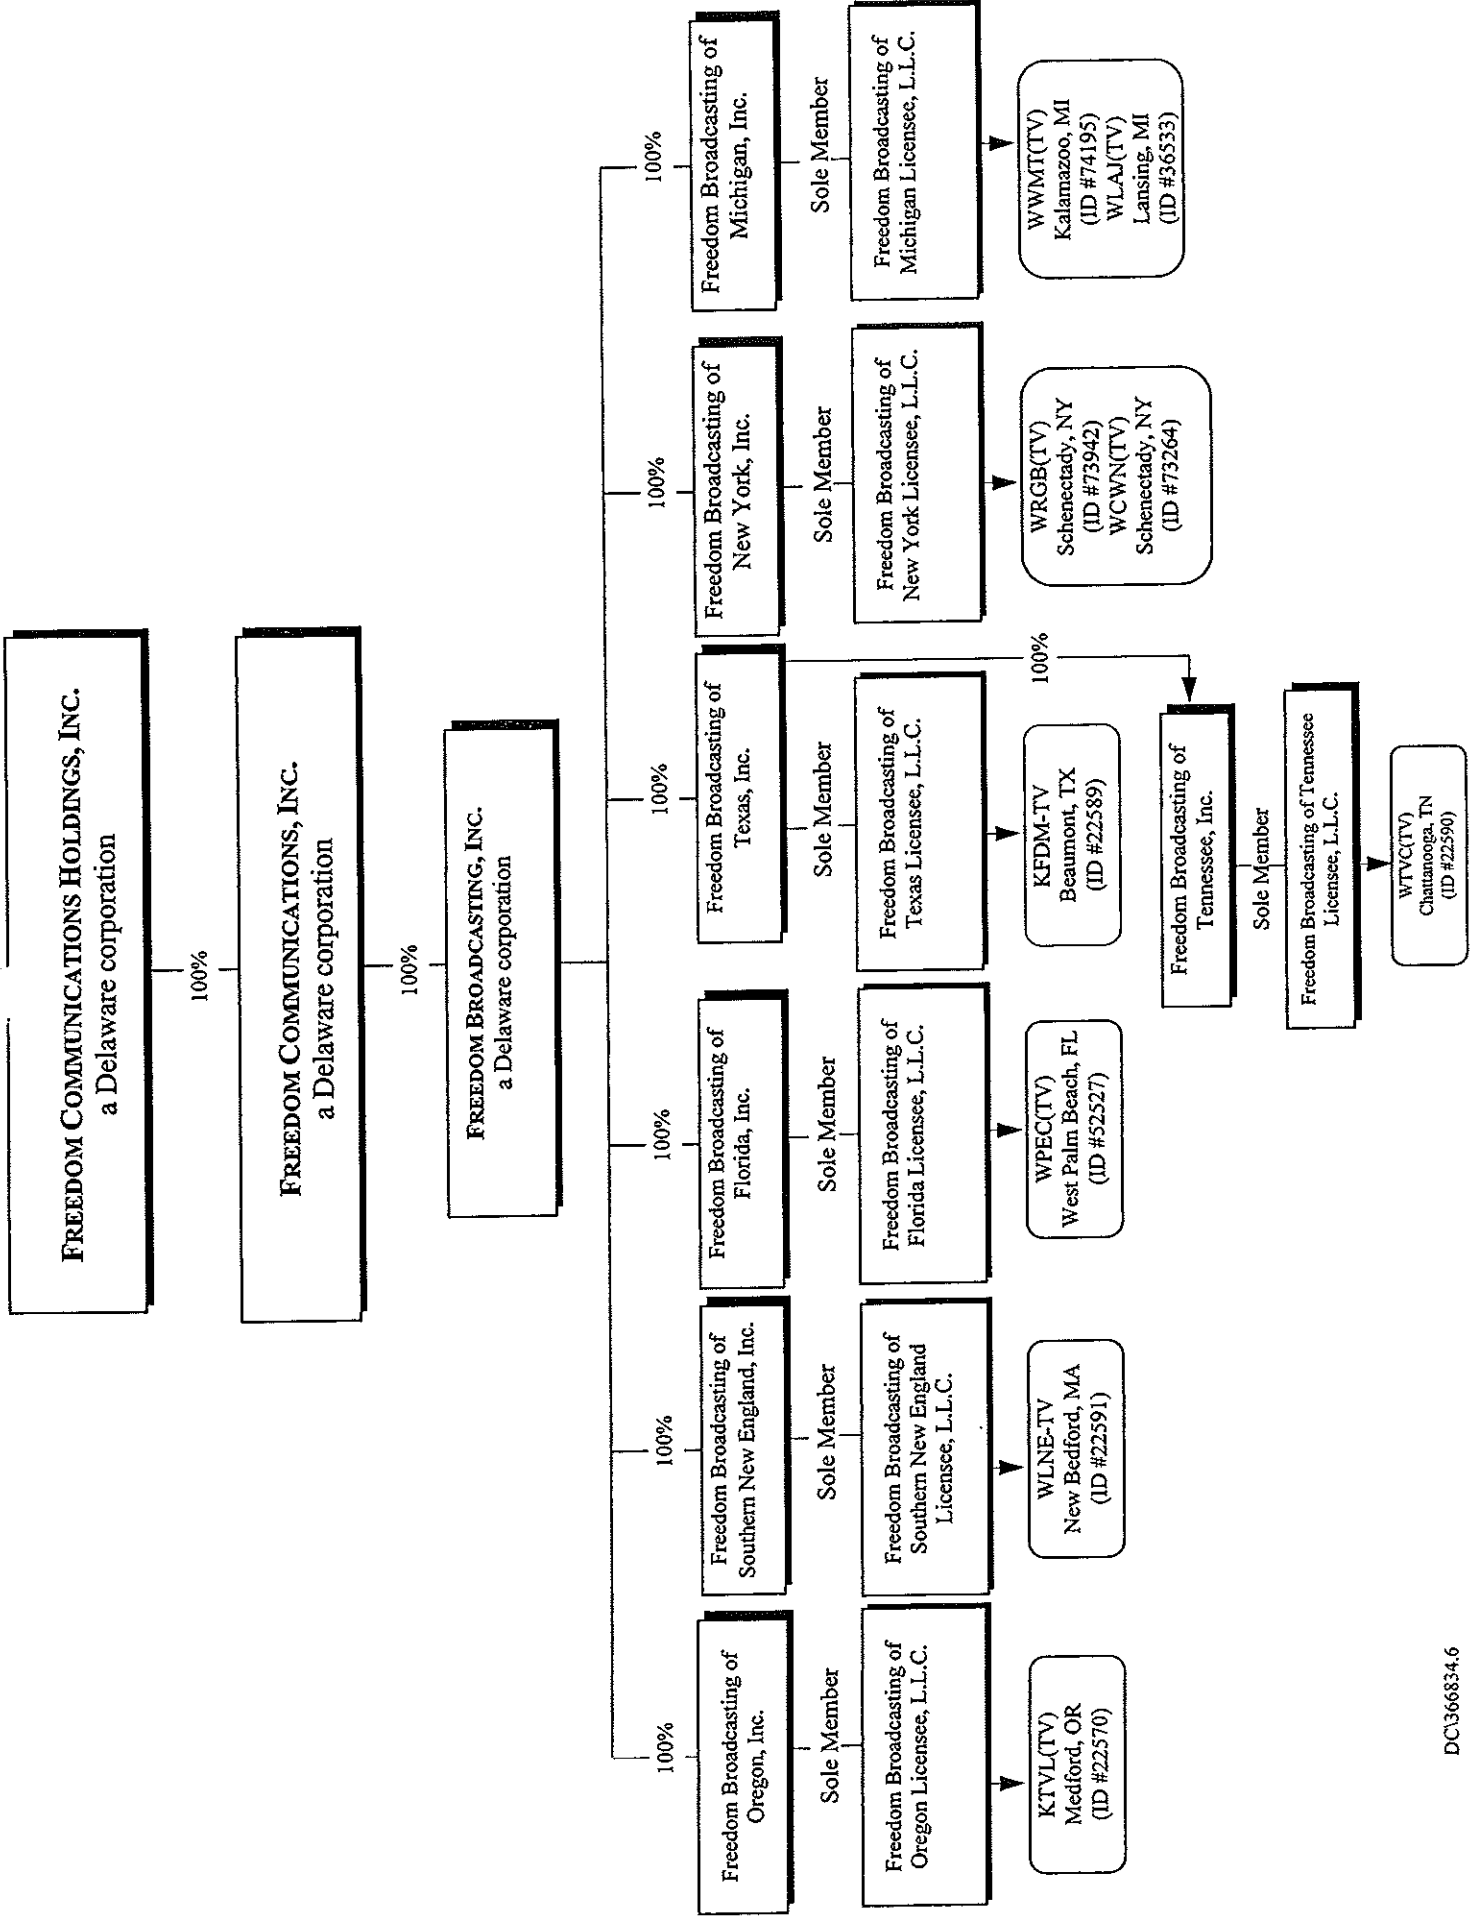 FREEDOM COMMUNICATIONS HOLDINGS, INC.
a Delaware corporation
100%
FREEDOM COMMUNICATIONS, INC.
a Delaware corporation
100%
FREEDOM BROADCASTING, INC.
a Delaware corporation
100%
Freedom Broadcasting of
Oregon, Inc.
Sole Member
Freedom Broadcasting of
Oregon Licensee, L.L.C.
KTVL(TV)
Medford, OR
(ID #22570)
100%
Freedom Broadcasting of
Southern New England, Inc.
Sole Member
Freedom Broadcasting of
Southern New England
Licensee, L.L.C.
WLNE-TV
New Bedford, MA
(ID #22591)
100%
Freedom Broadcasting of
Florida, Inc.
Sole Member
Freedom Broadcasting of
Florida Licensee, L.L.C.
WPEC(TV)
West Palm Beach, FL
(ID #52527)
100%
Freedom Broadcasting of
Texas, Inc.
Sole Member
Freedom Broadcasting of
Texas Licensee, L.L.C.
KFDM-TV
Beaumont, TX
(ID #22589)
100%
Freedom Broadcasting of
Tennessee, Inc.
Sole Member
Freedom Broadcasting of Tennessee
Licensee, L.L.C.
WTVC(TV)
Chattanooga, TN
(ID #22590)
100%
Freedom Broadcasting of
New York, Inc.
Sole Member
Freedom Broadcasting of
New York Licensee, L.L.C.
WRGB(TV)
Schenectady, NY
(ID #73942)
WCWN(TV)
Schenectady, NY
(ID #73264)
100%
Freedom Broadcasting of
Michigan, Inc.
Sole Member
Freedom Broadcasting of
Michigan Licensee, L.L.C.
WWMT(TV)
Kalamazoo, MI
(ID #74195)
WLAJ(TV)
Lansing, MI
(ID #36533)
DC\366834.6